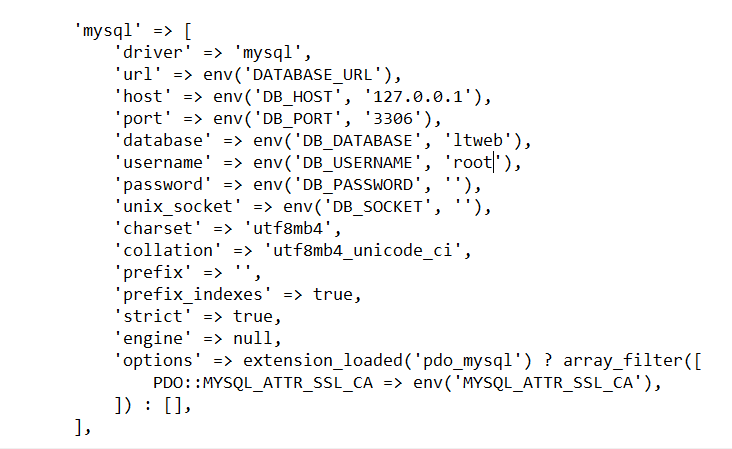 'mysql' => [
    'driver' => 'mysql',
    'url' => env('DATABASE_URL'),
    'host' => env('DB_HOST', '127.0.0.1'),
    'port' => env('DB_PORT', '3306'),
    'database' => env('DB_DATABASE', 'ltweb'),
    'username' => env('DB_USERNAME', 'root'),
    'password' => env('DB_PASSWORD', ''),
    'unix_socket' => env('DB_SOCKET', ''),
    'charset' => 'utf8mb4',
    'collation' => 'utf8mb4_unicode_ci',
    'prefix' => '',
    'prefix_indexes' => true,
    'strict' => true,
    'engine' => null,
    'options' => extension_loaded('pdo_mysql') ? array_filter([
        PDO::MYSQL_ATTR_SSL_CA => env('MYSQL_ATTR_SSL_CA'),
    ]) : [],
],